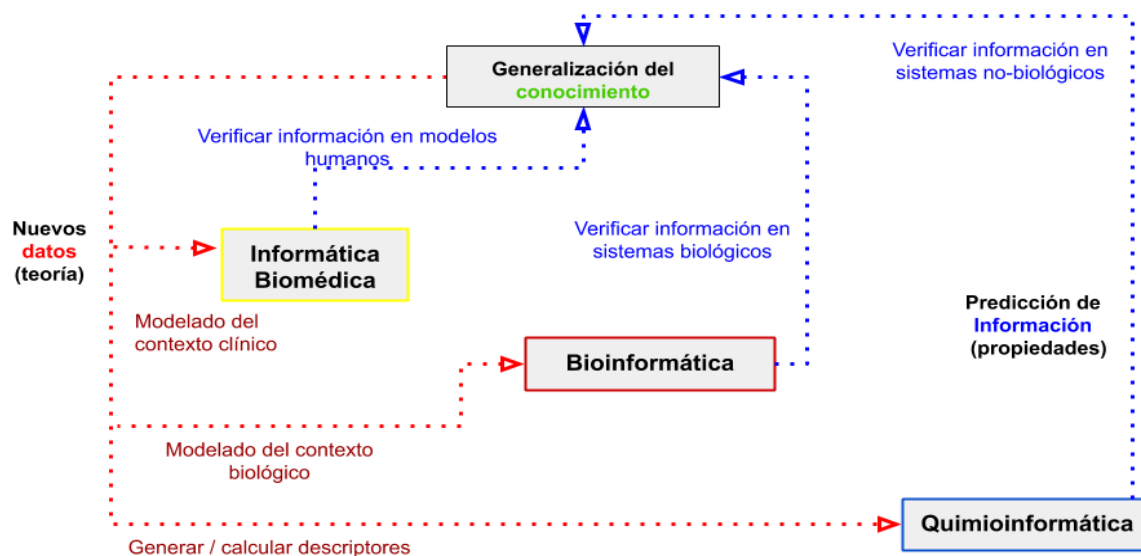 Verificar información en
sistemas no-biológicos
Generalización del
conocimiento
Verificar información en modelos
humanos
Nuevos
datos
(teoría)
Informática
Biomédica
Verificar información en
sistemas biológicos
Modelado del
contexto clínico
Predicción de
Información
(propiedades)
Bioinformática
Modelado del contexto
biológico
Quimioinformática
Generar / calcular descriptores